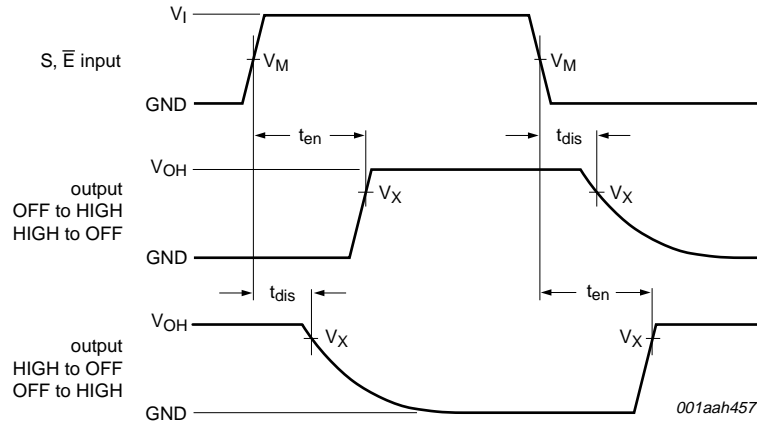 V_I
S, E̅ input
V_M
V_M
GND
t_en
t_dis
V_OH
output
OFF to HIGH
HIGH to OFF
V_X
V_X
GND
t_dis
t_en
V_OH
output
HIGH to OFF
OFF to HIGH
V_X
V_X
GND
001aah457